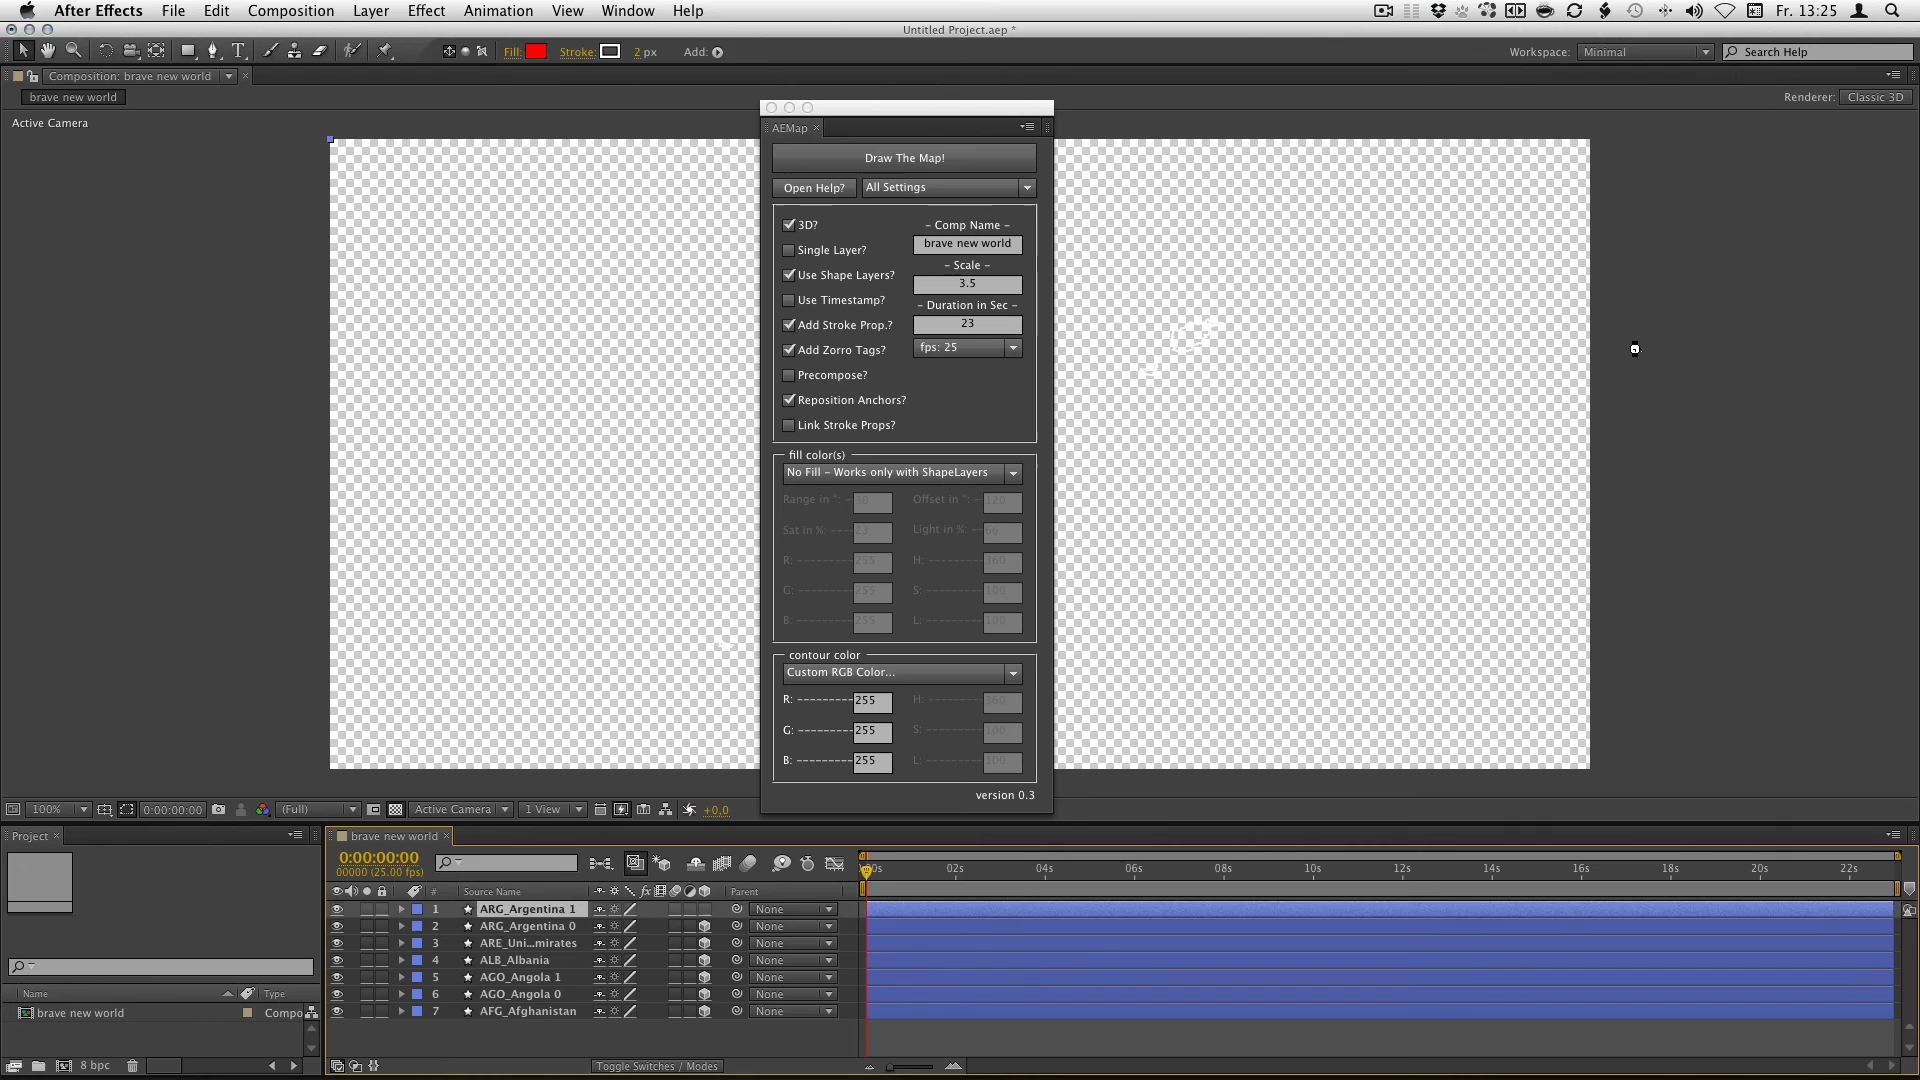 After Effects File Edit Composition Layer Effect Animation View Window Help Fr. 13:25
Untitled Project.aep *
Fill: Stroke: 2 px Add: Workspace: Minimal Search Help
Composition: brave new world
brave new world Renderer: Classic 3D
Active Camera
AEMap
Draw The Map!
Open Help? All Settings
3D? – Comp Name –
Single Layer? brave new world
– Scale –
Use Shape Layers? 3.5
Use Timestamp? – Duration in Sec –
Add Stroke Prop.? 23
Add Zorro Tags? fps: 25
Precompose?
Reposition Anchors?
Link Stroke Props?
fill color(s)
No Fill – Works only with ShapeLayers
Range in °: 30 Offset in °: 120
Sat in %: Light in %:
R: 255 H: 360
G: 255 S: 100
B: 255 L: 100
contour color
Custom RGB Color...
R: 255 H: 360
G: 255 S: 100
B: 255 L: 100
version 0.3
100% 0:00:00:00 (Full) Active Camera 1 View +0,0
Project brave new world
0:00:00:00
00000 (25.00 fps) 00s 02s 04s 06s 08s 10s 12s 14s 16s 18s 20s 22s
# Source Name fx Parent
1 ARG_Argentina 1 None
2 ARG_Argentina 0 None
3 ARE_Uni...mirates None
4 ALB_Albania None
5 AGO_Angola 1 None
6 AGO_Angola 0 None
7 AFG_Afghanistan None
Name Type
brave new world Compo
8 bpc Toggle Switches / Modes